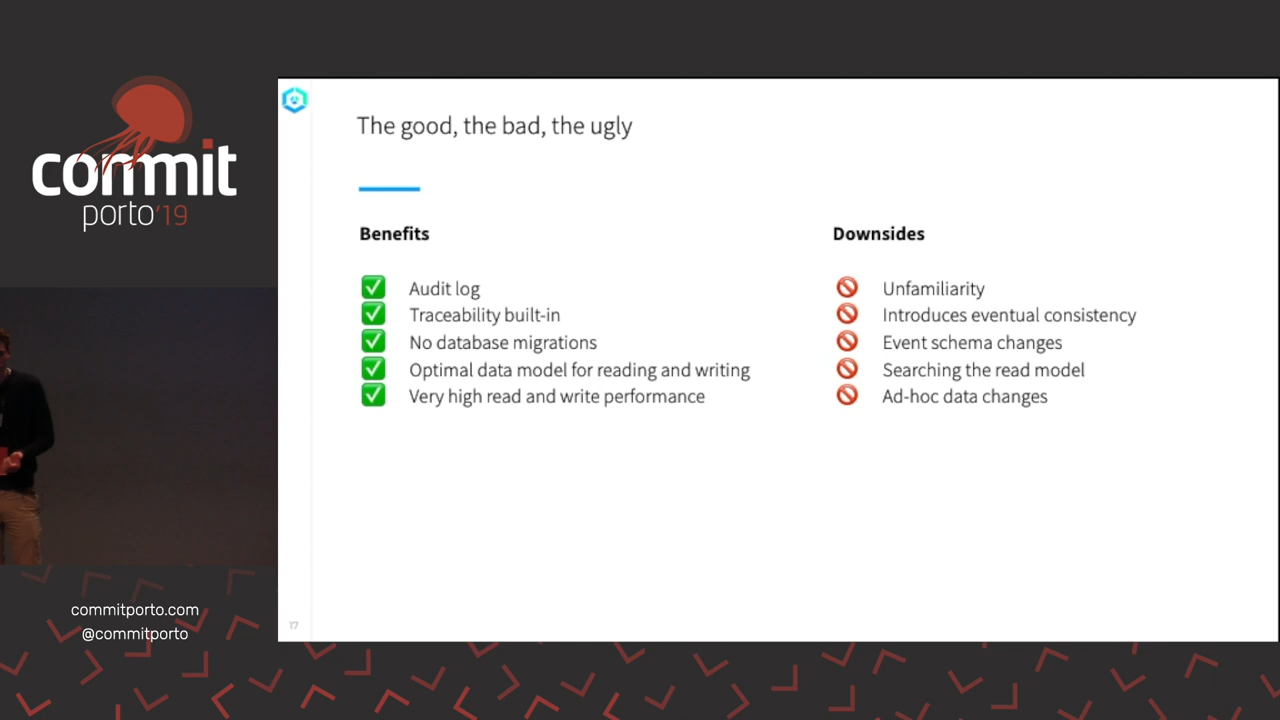 commit
porto'19
The good, the bad, the ugly
Benefits
Audit log
Traceability built-in
No database migrations
Optimal data model for reading and writing
Very high read and write performance
Downsides
Unfamiliarity
Introduces eventual consistency
Event schema changes
Searching the read model
Ad-hoc data changes
17
commitporto.com
@commitporto